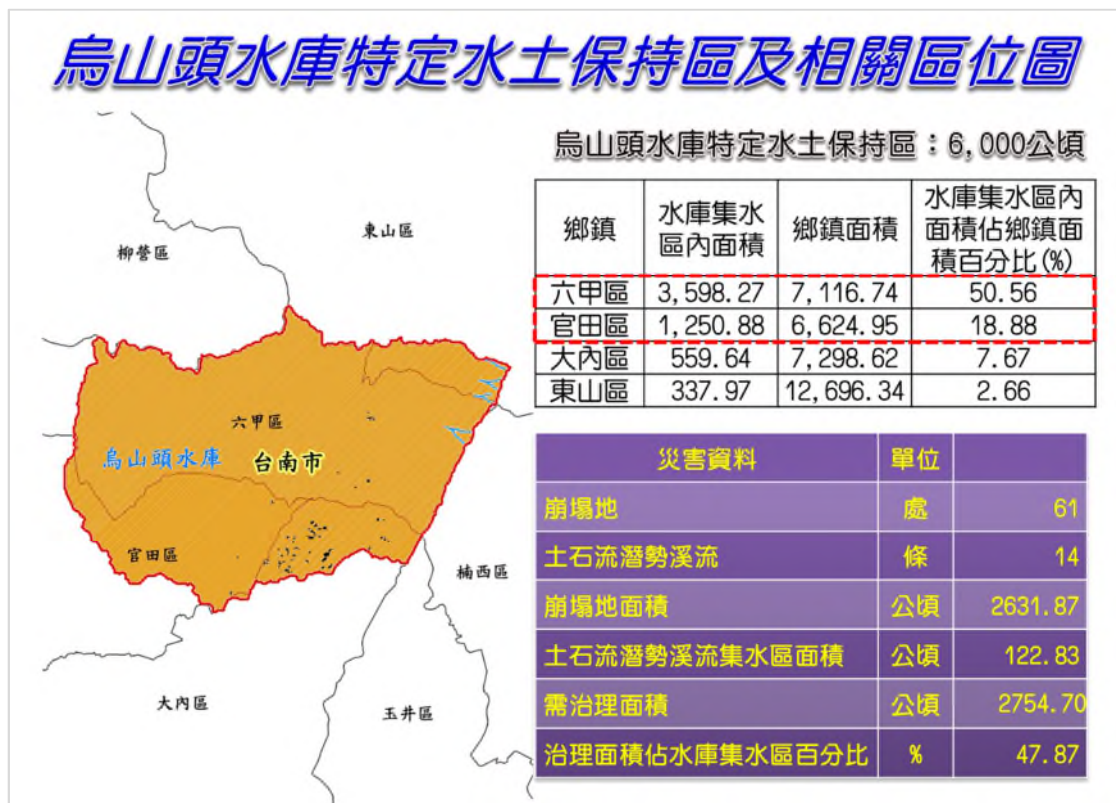 烏山頭水庫特定水土保持區及相關區位圖
烏山頭水庫特定水土保持區：6,000公頃
鄉鎮 水庫集水區內面積 鄉鎮面積 水庫集水區內面積佔鄉鎮面積百分比(%)
六甲區 3,598.27 7,116.74 50.56
官田區 1,250.88 6,624.95 18.88
大內區 559.64 7,298.62 7.67
東山區 337.97 12,696.34 2.66
災害資料 單位
崩塌地 處 61
土石流潛勢溪流 條 14
崩塌地面積 公頃 2631.87
土石流潛勢溪流集水區面積 公頃 122.83
需治理面積 公頃 2754.70
治理面積佔水庫集水區百分比 % 47.87
東山區
柳營區
六甲區
烏山頭水庫 台南市
官田區
楠西區
大內區
玉井區